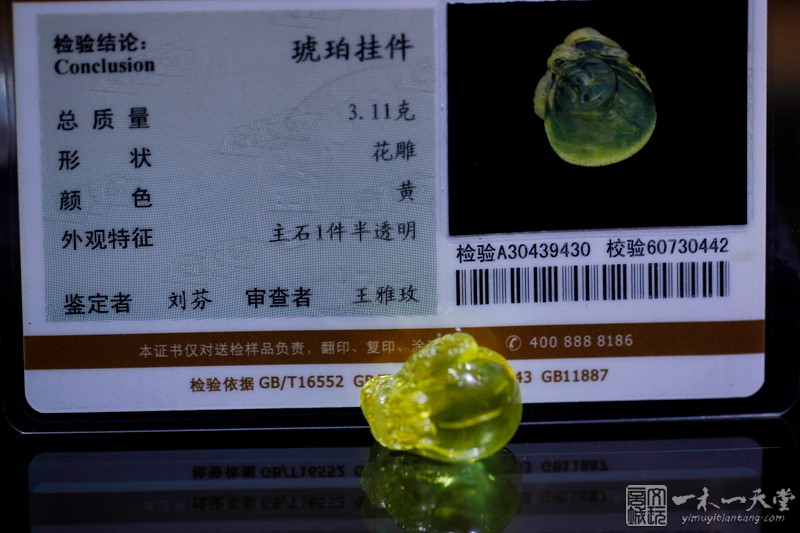 检验结论:
Conclusion
琥珀挂件
总质量 3.11克
形状 花雕
颜色 黄
外观特征 主石1件半透明
鉴定者 刘芬 审查者 王雅玫
检验A30439430 校验60730442
本证书仅对送检样品负责,翻印、复印、涂 400 888 8186
检验依据 GB/T16552 43 GB11887
一木一天堂
yimuyitiantang.com